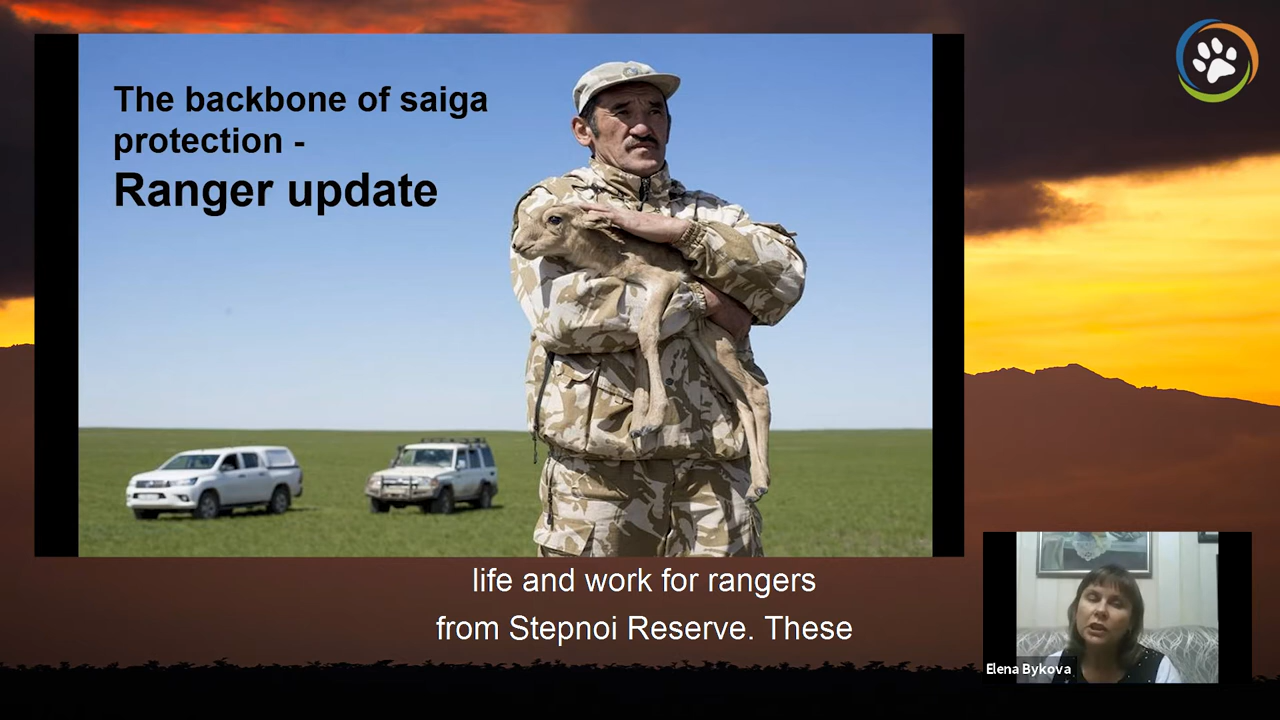 The backbone of saiga
protection -
Ranger update
life and work for rangers
from Stepnoi Reserve. These
Elena Bykova